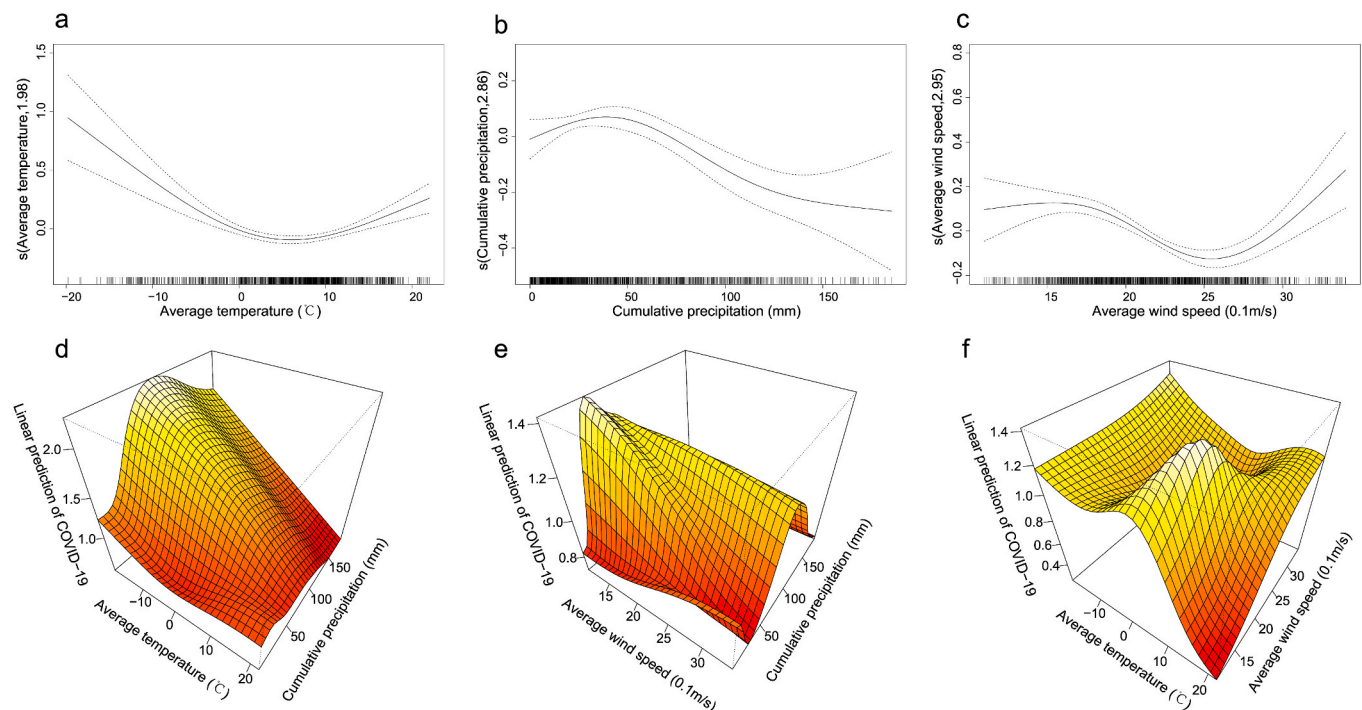 a
s(Average temperature,1.98)
1.5
1.0
0.5
0.0
−20
−10
0
10
20
Average temperature (℃)
b
s(Cumulative precipitation,2.86)
0.2
0.0
−0.2
−0.4
0
50
100
150
Cumulative precipitation (mm)
c
s(Average wind speed,2.95)
0.8
0.6
0.4
0.2
0.0
−0.2
15
20
25
30
Average wind speed (0.1m/s)
d
Linear prediction of COVID−19
2.0
1.5
1.0
−10
0
10
20
Average temperature (℃)
50
100
150
Cumulative precipitation (mm)
e
Linear prediction of COVID−19
1.4
1.2
1.0
0.8
15
20
25
30
Average wind speed (0.1m/s)
50
100
150
Cumulative precipitation (mm)
f
Linear prediction of COVID−19
1.4
1.2
1.0
0.8
0.6
0.4
−10
0
10
20
Average temperature (℃)
15
20
25
30
Average wind speed (0.1m/s)